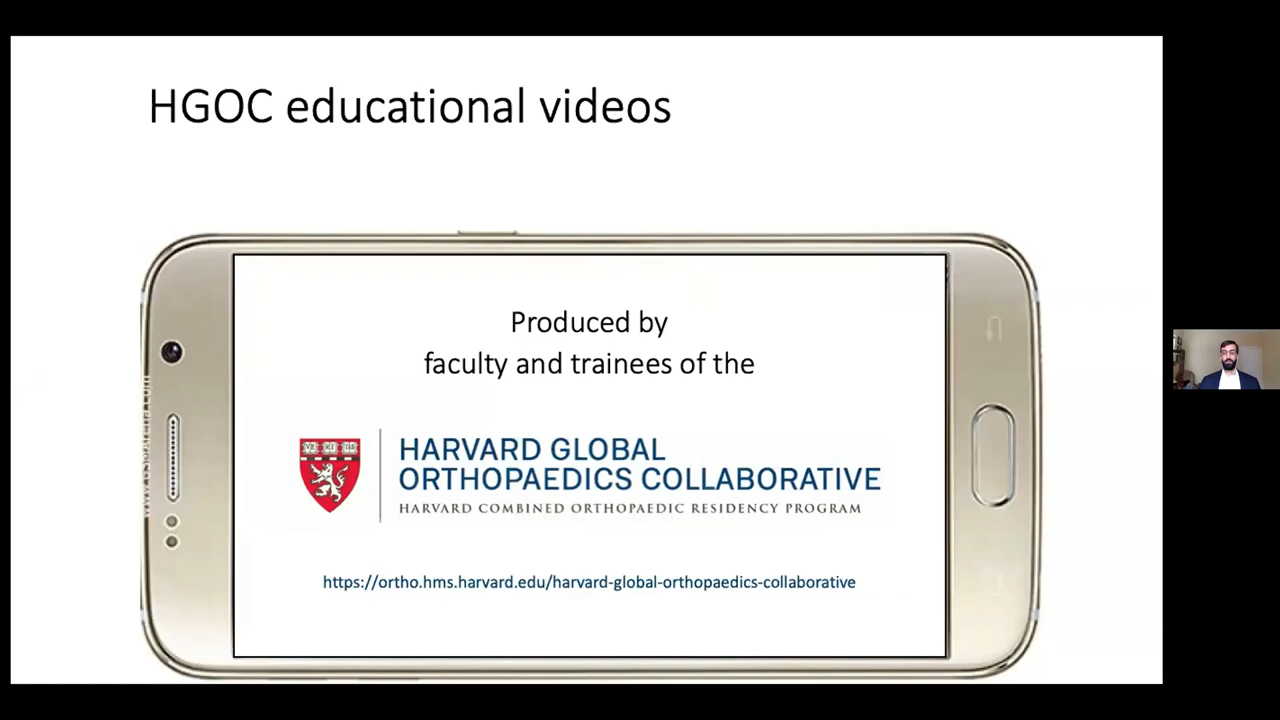 HGOC educational videos
Produced by
faculty and trainees of the
HARVARD GLOBAL
ORTHOPAEDICS COLLABORATIVE
HARVARD COMBINED ORTHOPAEDIC RESIDENCY PROGRAM
https://ortho.hms.harvard.edu/harvard-global-orthopaedics-collaborative